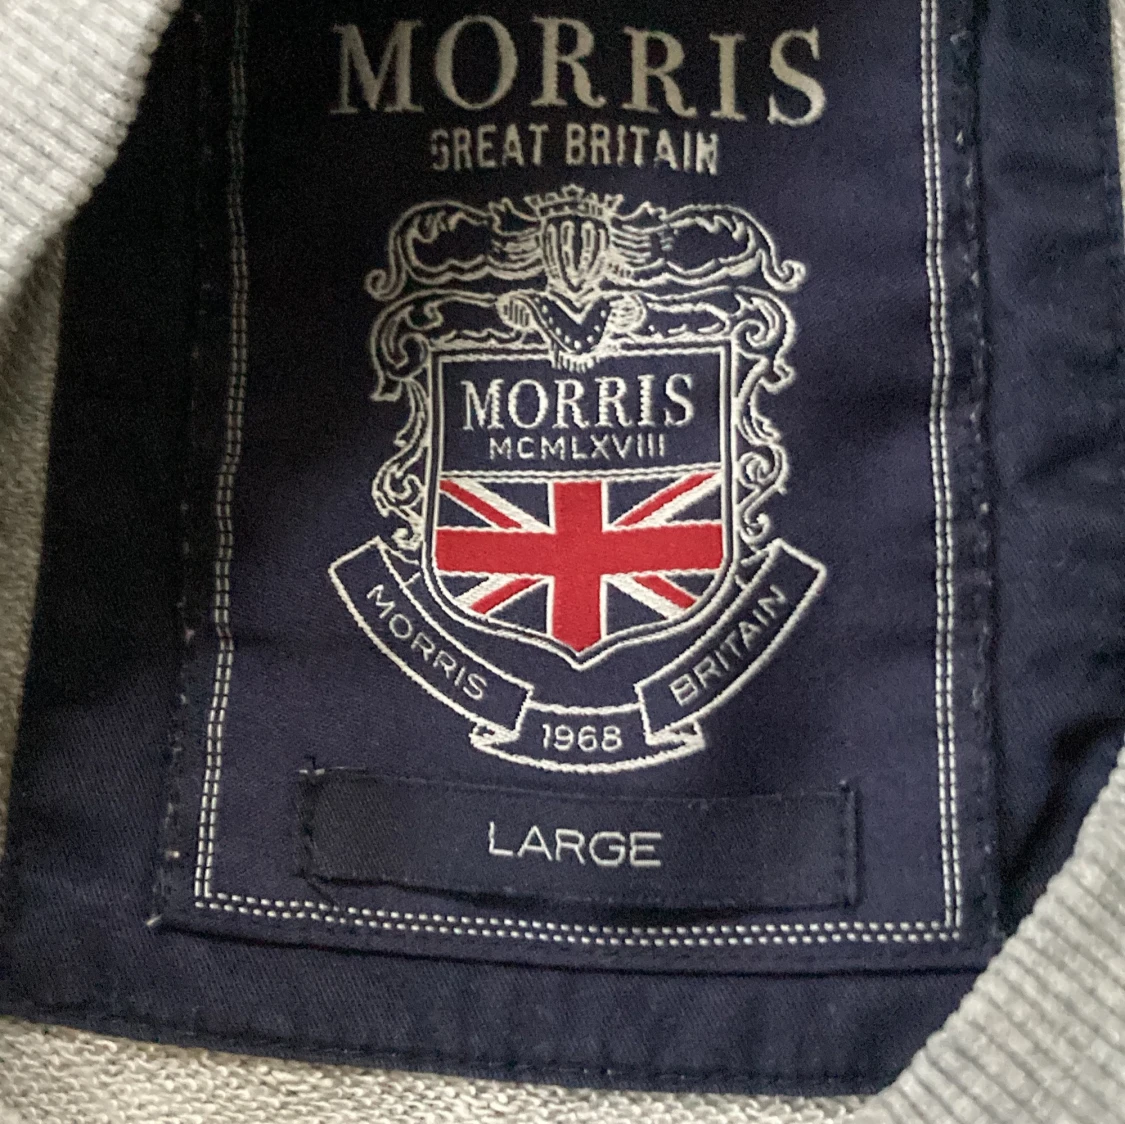 MORRIS
GREAT BRITAIN
MORRIS
MCMLXVIII
MORRIS
1968
BRITAIN
LARGE